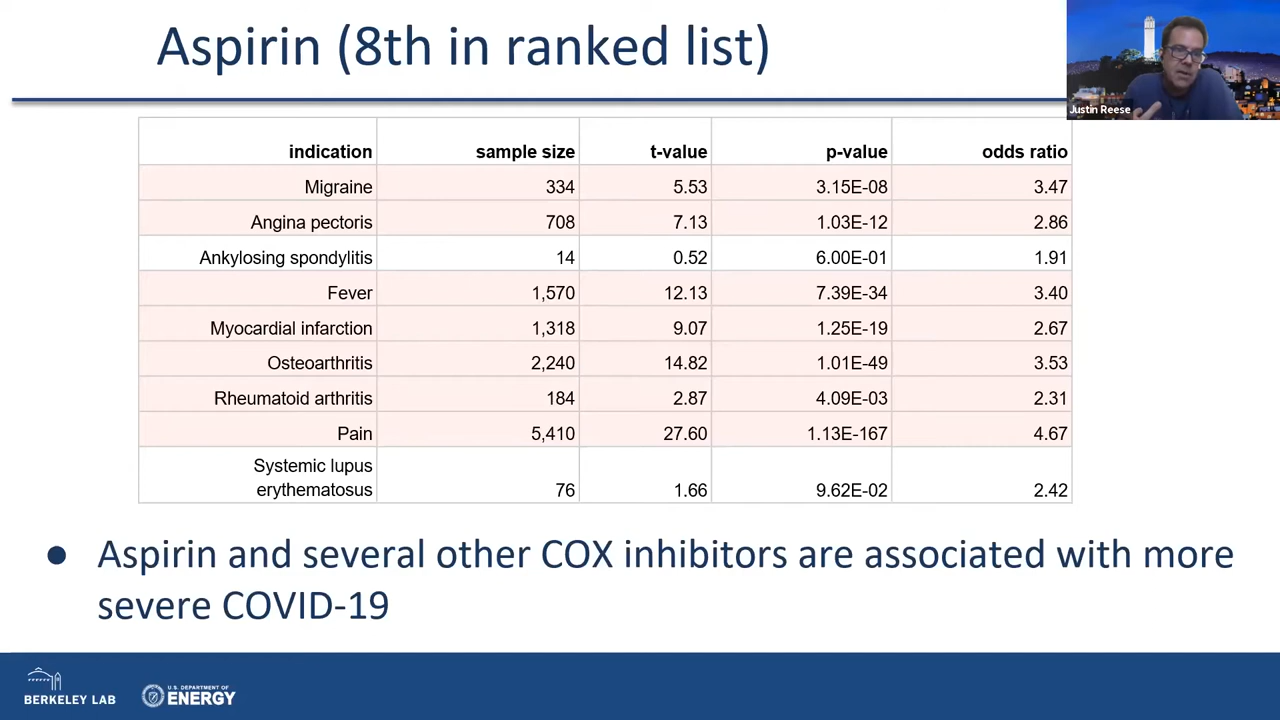 Aspirin (8th in ranked list)
Justin Reese
indication sample size t-value p-value odds ratio
Migraine 334 5.53 3.15E-08 3.47
Angina pectoris 708 7.13 1.03E-12 2.86
Ankylosing spondylitis 14 0.52 6.00E-01 1.91
Fever 1,570 12.13 7.39E-34 3.40
Myocardial infarction 1,318 9.07 1.25E-19 2.67
Osteoarthritis 2,240 14.82 1.01E-49 3.53
Rheumatoid arthritis 184 2.87 4.09E-03 2.31
Pain 5,410 27.60 1.13E-167 4.67
Systemic lupus
erythematosus 76 1.66 9.62E-02 2.42
● Aspirin and several other COX inhibitors are associated with more
severe COVID-19
BERKELEY LAB
U.S. DEPARTMENT OF
ENERGY